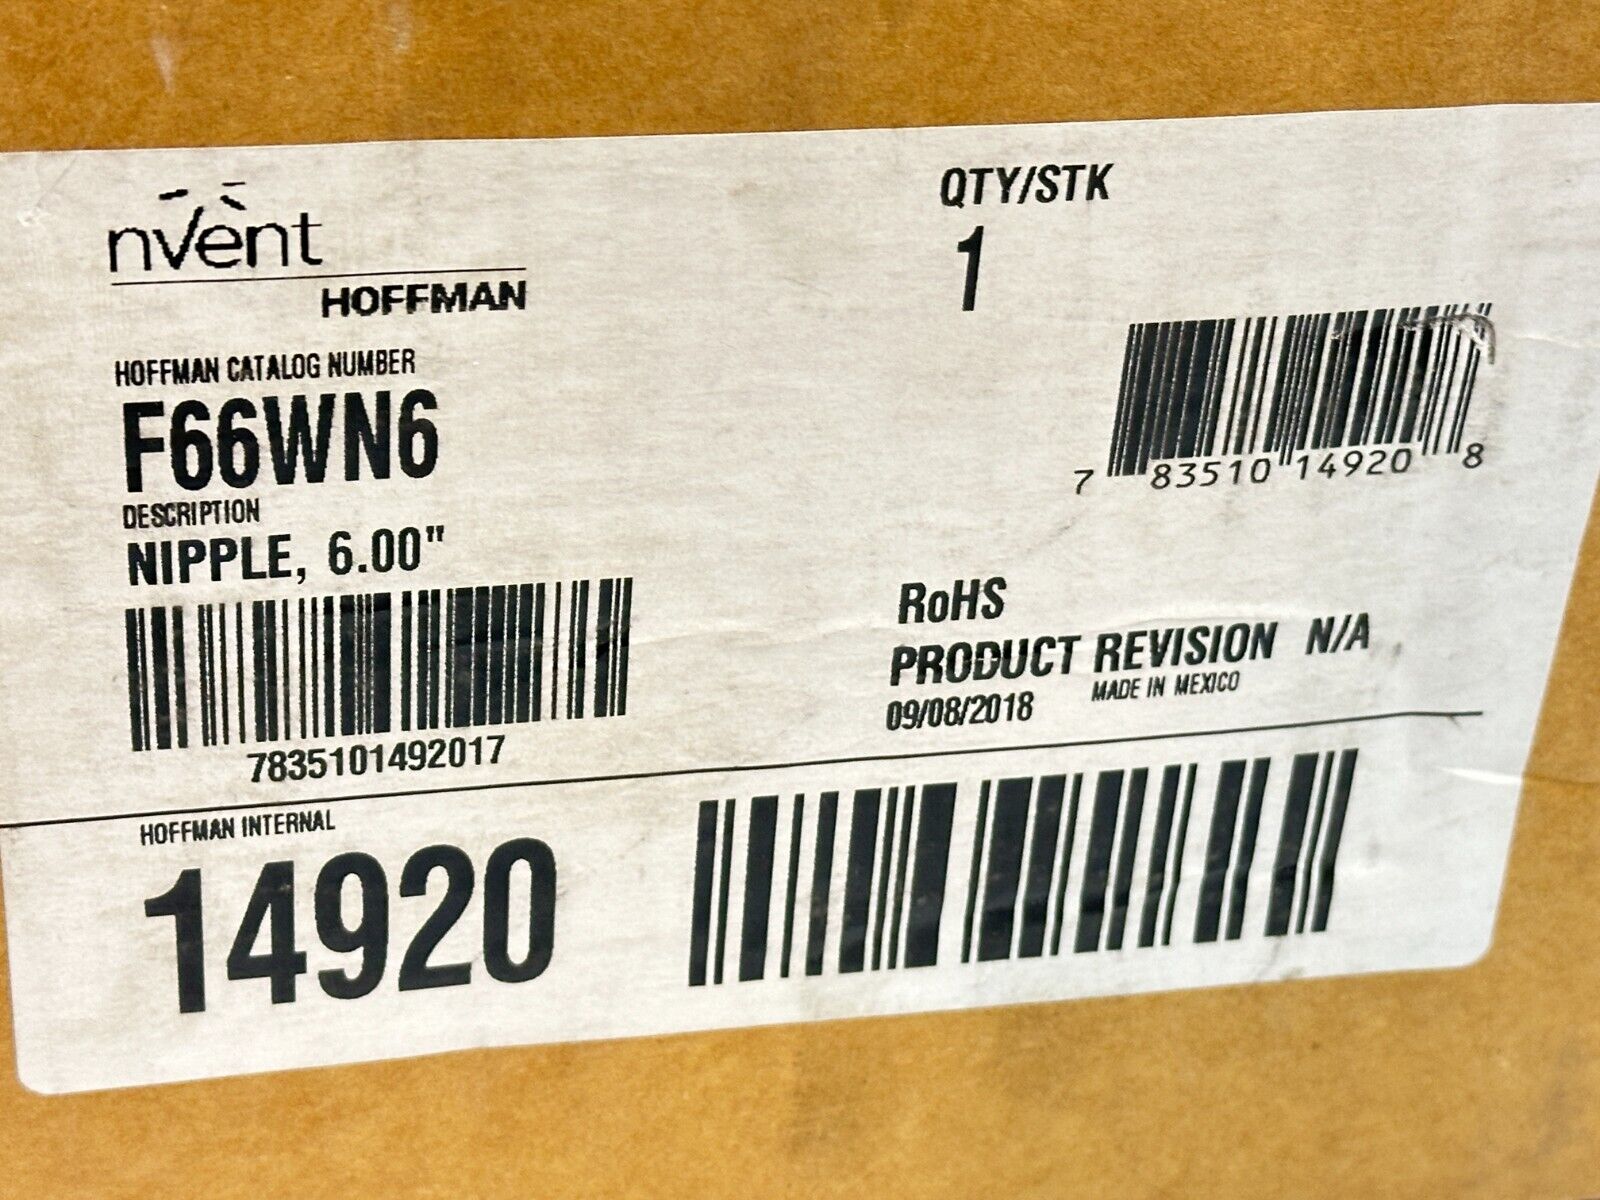 nVent
HOFFMAN
HOFFMAN CATALOG NUMBER
F66WN6
DESCRIPTION
NIPPLE, 6.00"
7835101492017
QTY/STK
1
7 83510 14920 8
RoHS
PRODUCT REVISION N/A
09/08/2018 MADE IN MEXICO
HOFFMAN INTERNAL
14920